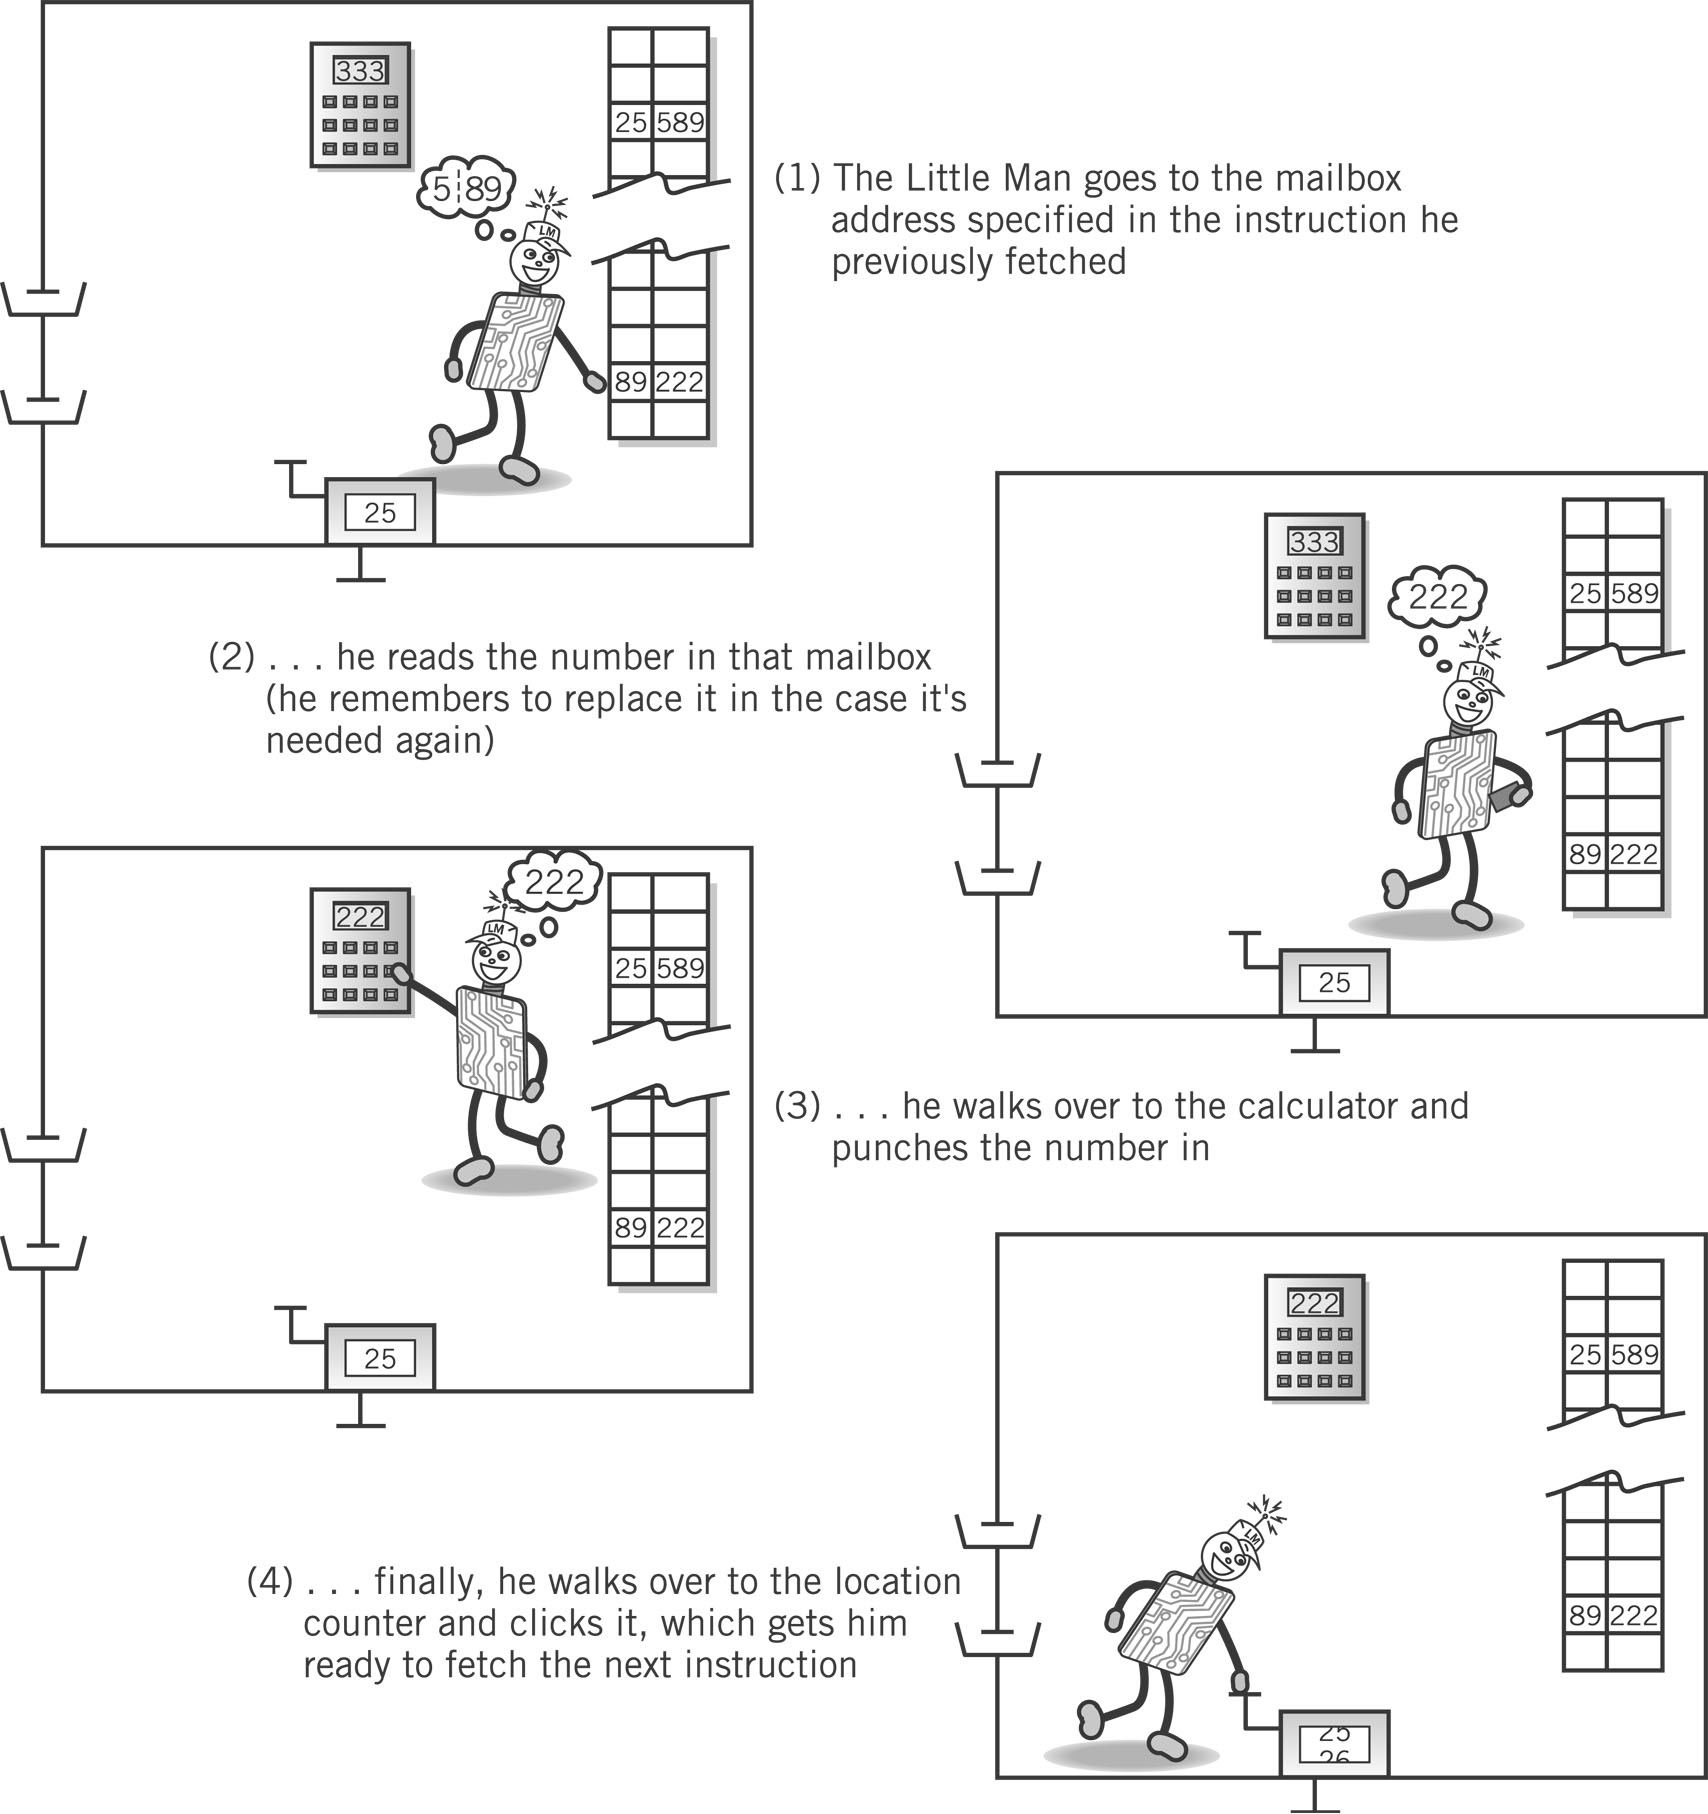 333
25 589
5 89
LM
89 222
25
(1) The Little Man goes to the mailbox
address specified in the instruction he
previously fetched
333
25 589
222
LM
89 222
25
(2) . . . he reads the number in that mailbox
(he remembers to replace it in the case it's
needed again)
222
222
LM
25 589
89 222
25
(3) . . . he walks over to the calculator and
punches the number in
222
25 589
LM
89 222
25
26
(4) . . . finally, he walks over to the location
counter and clicks it, which gets him
ready to fetch the next instruction